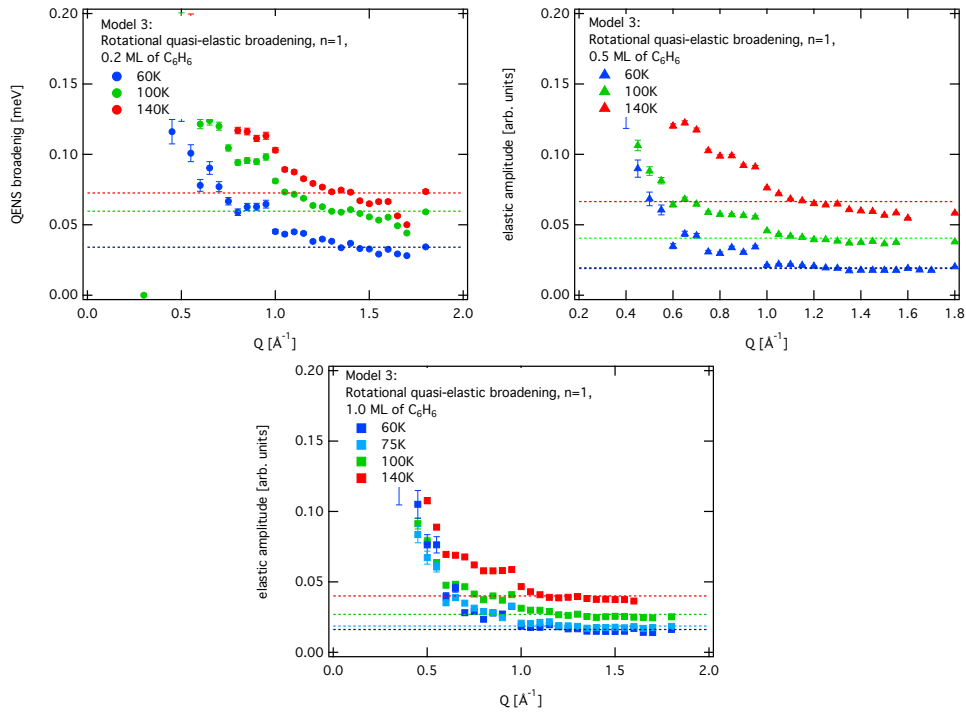 Model 3:
Rotational quasi-elastic broadening, n=1,
0.2 ML of C₆H₆
60K
100K
140K
QENS broadenig [meV]
0.20
0.15
0.10
0.05
0.00
0.0 0.5 1.0 1.5 2.0
Q [Å⁻¹]
Model 3:
Rotational quasi-elastic broadening, n=1,
0.5 ML of C₆H₆
60K
100K
140K
elastic amplitude [arb. units]
0.20
0.15
0.10
0.05
0.00
0.2 0.4 0.6 0.8 1.0 1.2 1.4 1.6 1.8
Q [Å⁻¹]
Model 3:
Rotational quasi-elastic broadening, n=1,
1.0 ML of C₆H₆
60K
75K
100K
140K
elastic amplitude [arb. units]
0.20
0.15
0.10
0.05
0.00
0.0 0.5 1.0 1.5 2.0
Q [Å⁻¹]